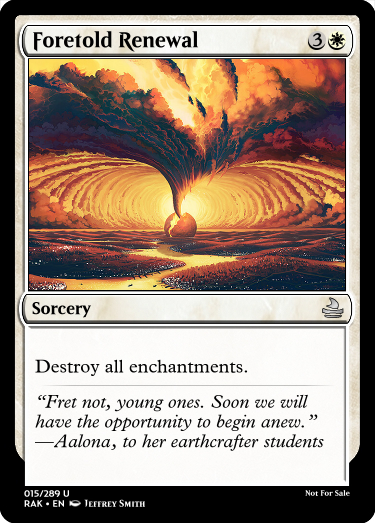 Foretold Renewal 3
Sorcery
Destroy all enchantments.
“Fret not, young ones. Soon we will
have the opportunity to begin anew.”
—Aalona, to her earthcrafter students
015/289 U
RAK • EN Jeffrey Smith
Not For Sale